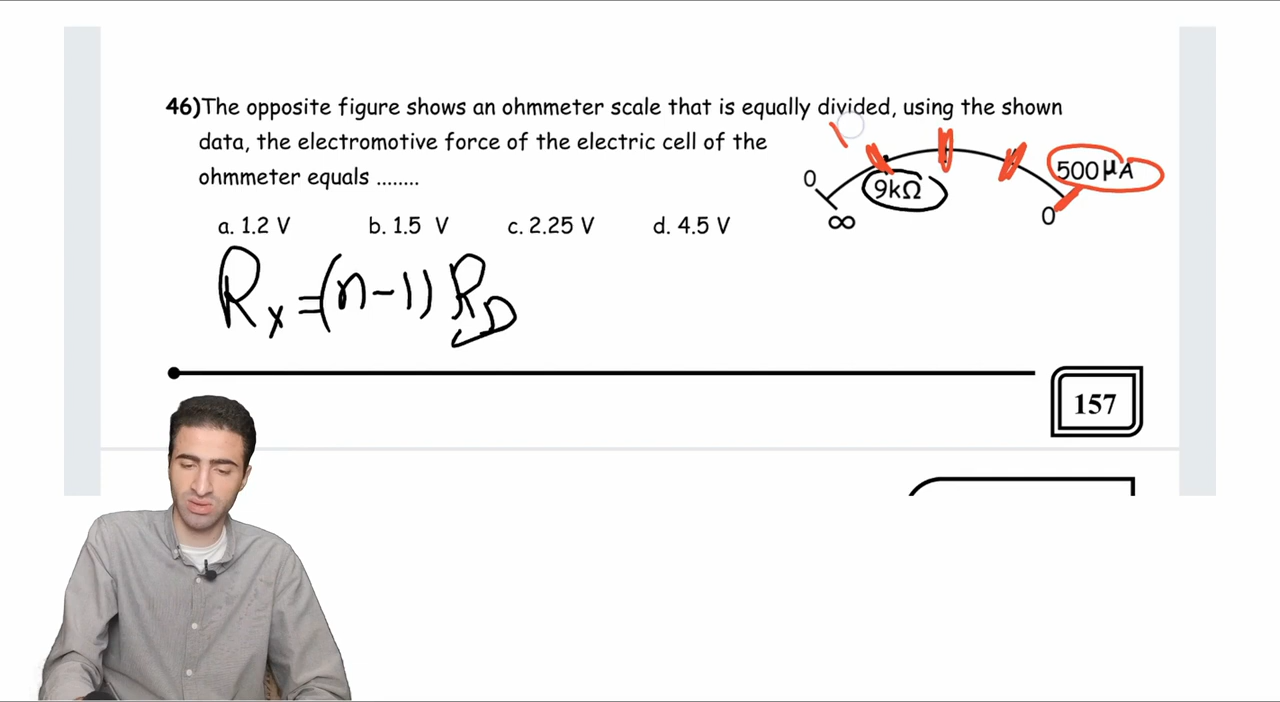 46)The opposite figure shows an ohmmeter scale that is equally divided, using the shown
data, the electromotive force of the electric cell of the
ohmmeter equals ........
a. 1.2 V b. 1.5 V c. 2.25 V d. 4.5 V
0
9kΩ
500µA
∞
0
Rx=(n-1) RD
157